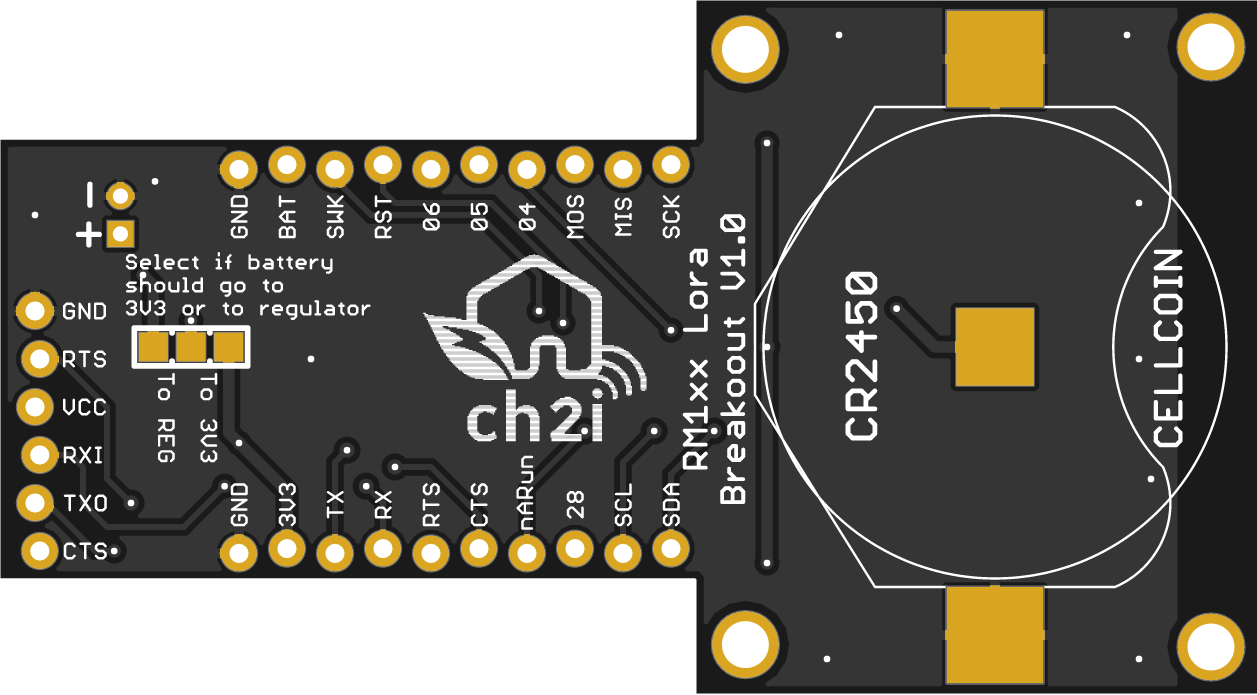 GND BAT SWK RST 06 05 04 MOS MIS SCK
−
+
Select if battery
should go to
3V3 or to regulator
GND
RTS
VCC
RXI
TXO
CTS
To REG
To 3V3
ch2i
GND 3V3 TX RX RTS CTS nARun 28 SCL SDA
RM1xx Lora
Breakoout V1.0
CR2450
CELLCOIN